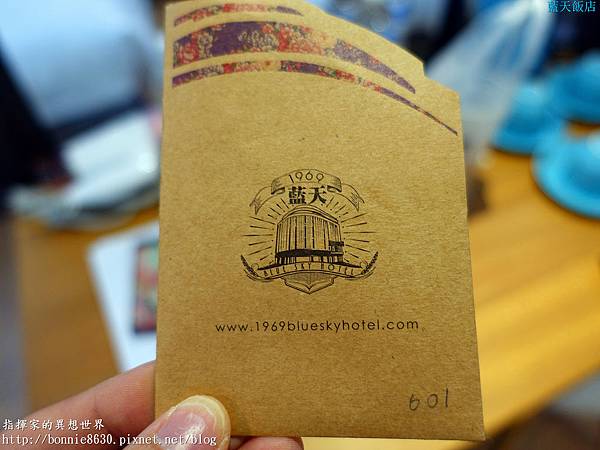 藍天飯店
1969
藍天
BLUE SKY HOTEL
www.1969blueskyhotel.com
601
指揮家的異想世界
http://bonnie8630.pixnet.net/blog